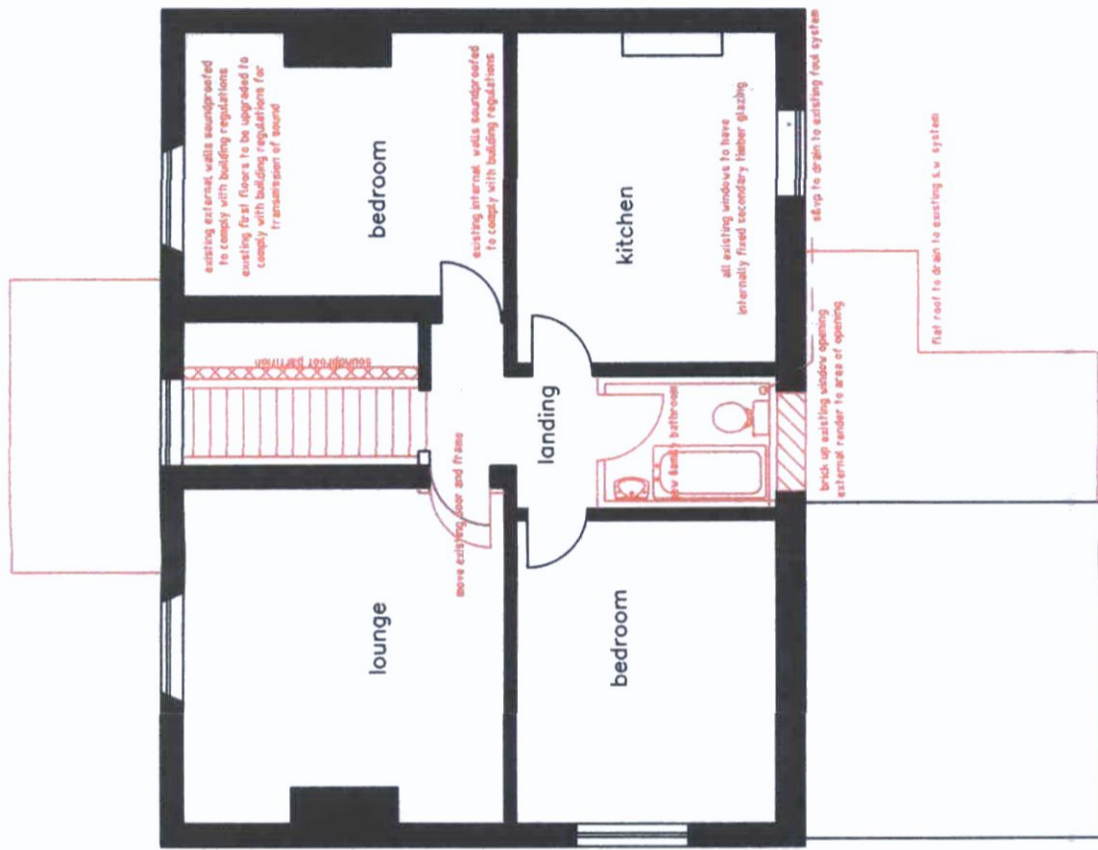 existing external walls soundproofed
to comply with building regulations
existing first floors to be upgraded to
comply with building regulations for
transmission of sound
bedroom
existing internal walls soundproofed
to comply with building regulations
kitchen
all existing windows to have
internally fixed secondary timber glazing
s&vp to drain to existing foul system
soundproof partition
landing
new family bathroom
brick up existing window opening
external render to area of opening
flat roof to drain to existing s.w system
lounge
move existing door and frame
bedroom